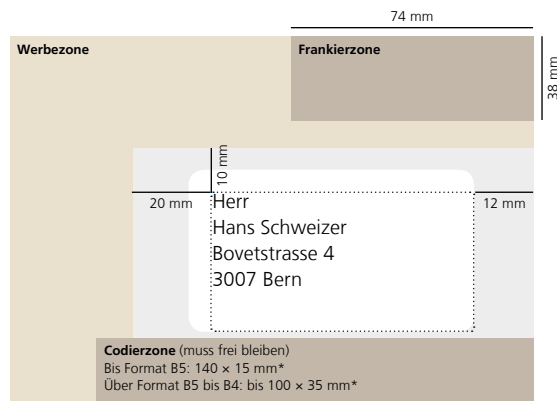 74 mm
Werbezone
Frankierzone
38 mm
10 mm
20 mm
12 mm
Herr
Hans Schweizer
Bovetstrasse 4
3007 Bern
Codierzone (muss frei bleiben)
Bis Format B5: 140 × 15 mm*
Über Format B5 bis B4: bis 100 × 35 mm*